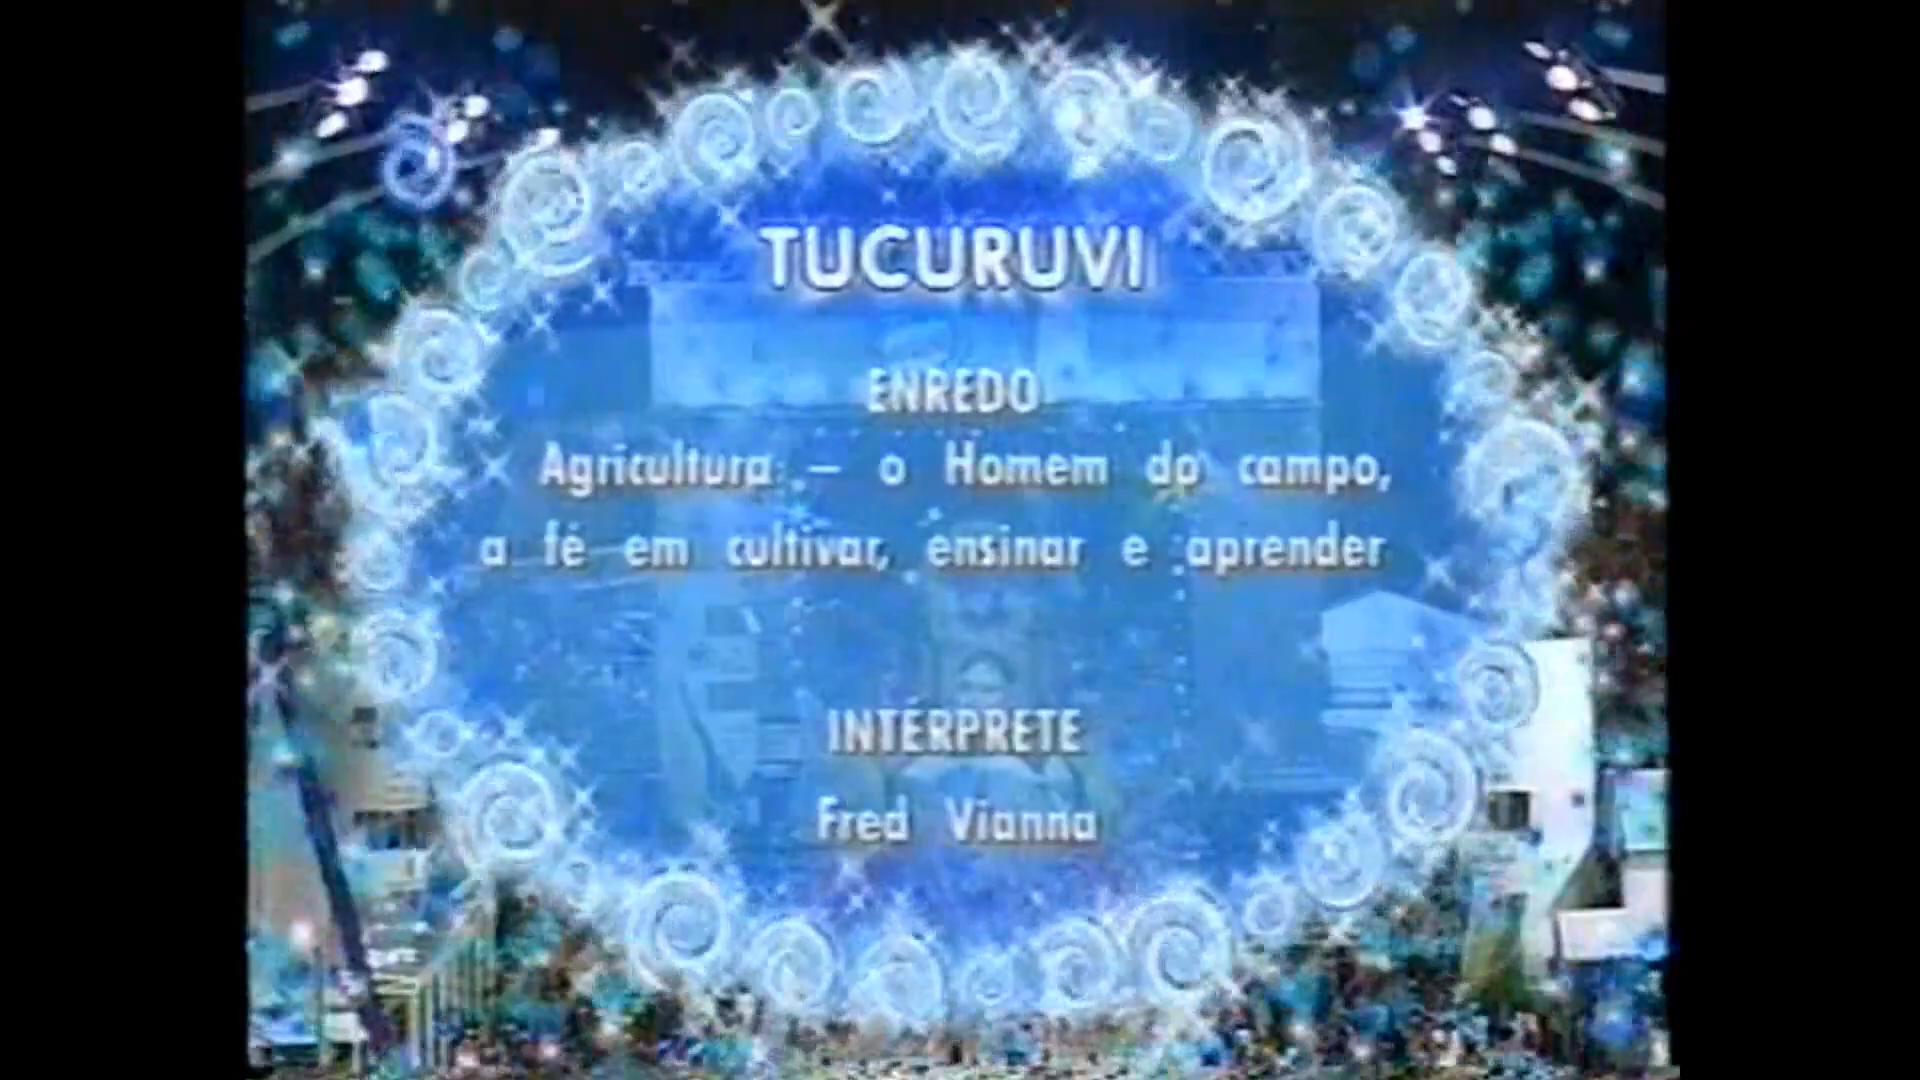 TUCURUVI
ENREDO
Agricultura – o Homem do campo,
a fé em cultivar, ensinar e aprender
INTÉRPRETE
Fred Vianna